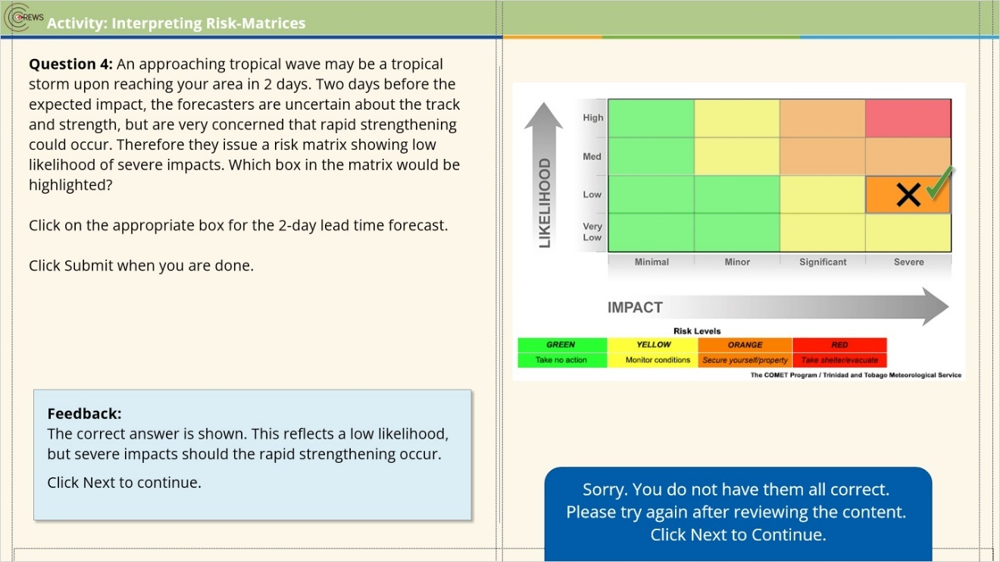 CREWS
Activity: Interpreting Risk-Matrices
Question 4: An approaching tropical wave may be a tropical
storm upon reaching your area in 2 days. Two days before the
expected impact, the forecasters are uncertain about the track
and strength, but are very concerned that rapid strengthening
could occur. Therefore they issue a risk matrix showing low
likelihood of severe impacts. Which box in the matrix would be
highlighted?
Click on the appropriate box for the 2-day lead time forecast.
Click Submit when you are done.
Feedback:
The correct answer is shown. This reflects a low likelihood,
but severe impacts should the rapid strengthening occur.
Click Next to continue.
LIKELIHOOD
High
Med
Low
Very
Low
Minimal Minor Significant Severe
IMPACT
Risk Levels
GREEN YELLOW ORANGE RED
Take no action Monitor conditions Secure yourself/property Take shelter/evacuate
The COMET Program / Trinidad and Tobago Meteorological Service
Sorry. You do not have them all correct.
Please try again after reviewing the content.
Click Next to Continue.